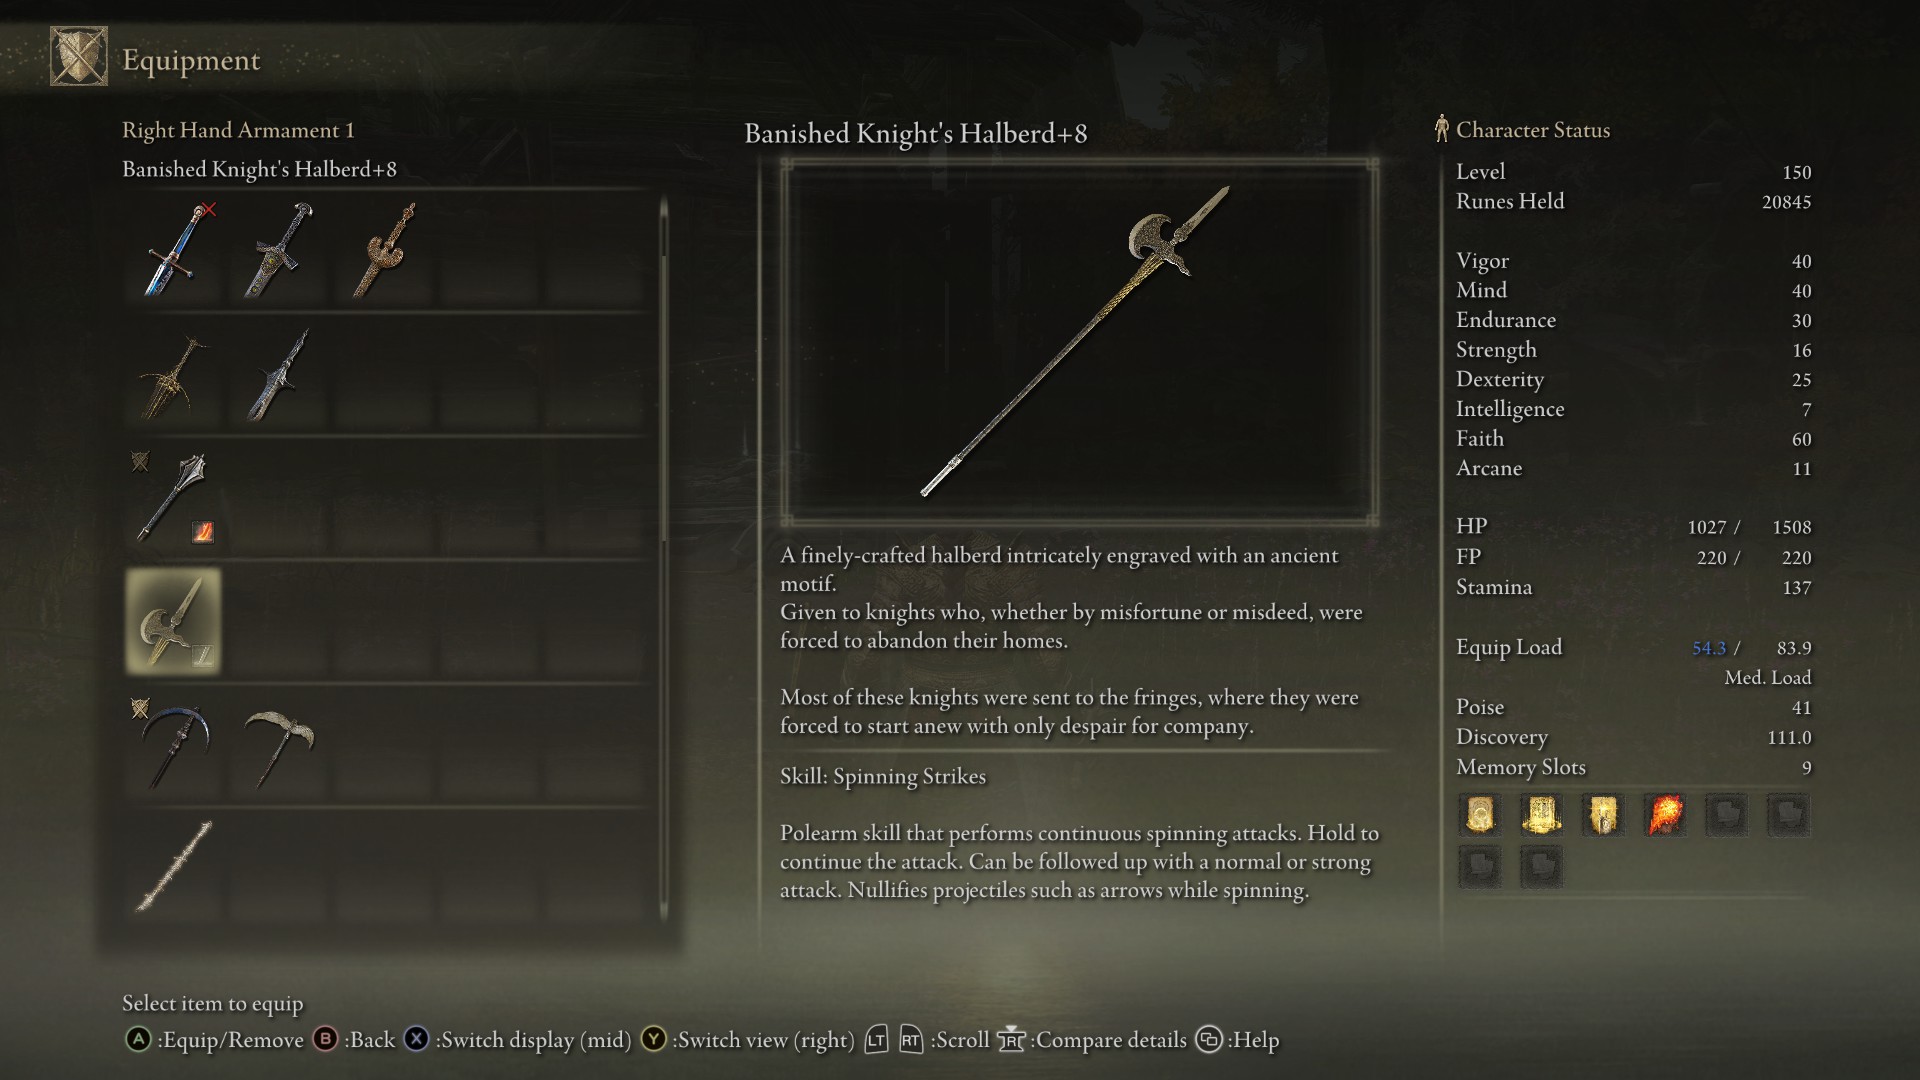 Equipment
Right Hand Armament 1
Banished Knight's Halberd+8
Banished Knight's Halberd+8
A finely-crafted halberd intricately engraved with an ancient
motif.
Given to knights who, whether by misfortune or misdeed, were
forced to abandon their homes.
Most of these knights were sent to the fringes, where they were
forced to start anew with only despair for company.
Skill: Spinning Strikes
Polearm skill that performs continuous spinning attacks. Hold to
continue the attack. Can be followed up with a normal or strong
attack. Nullifies projectiles such as arrows while spinning.
Character Status
Level 150
Runes Held 20845
Vigor 40
Mind 40
Endurance 30
Strength 16
Dexterity 25
Intelligence 7
Faith 60
Arcane 11
HP 1027 / 1508
FP 220 / 220
Stamina 137
Equip Load 54.3 / 83.9
Med. Load
Poise 41
Discovery 111.0
Memory Slots 9
Select item to equip
A :Equip/Remove B :Back X :Switch display (mid) Y :Switch view (right) LT RT :Scroll R :Compare details :Help